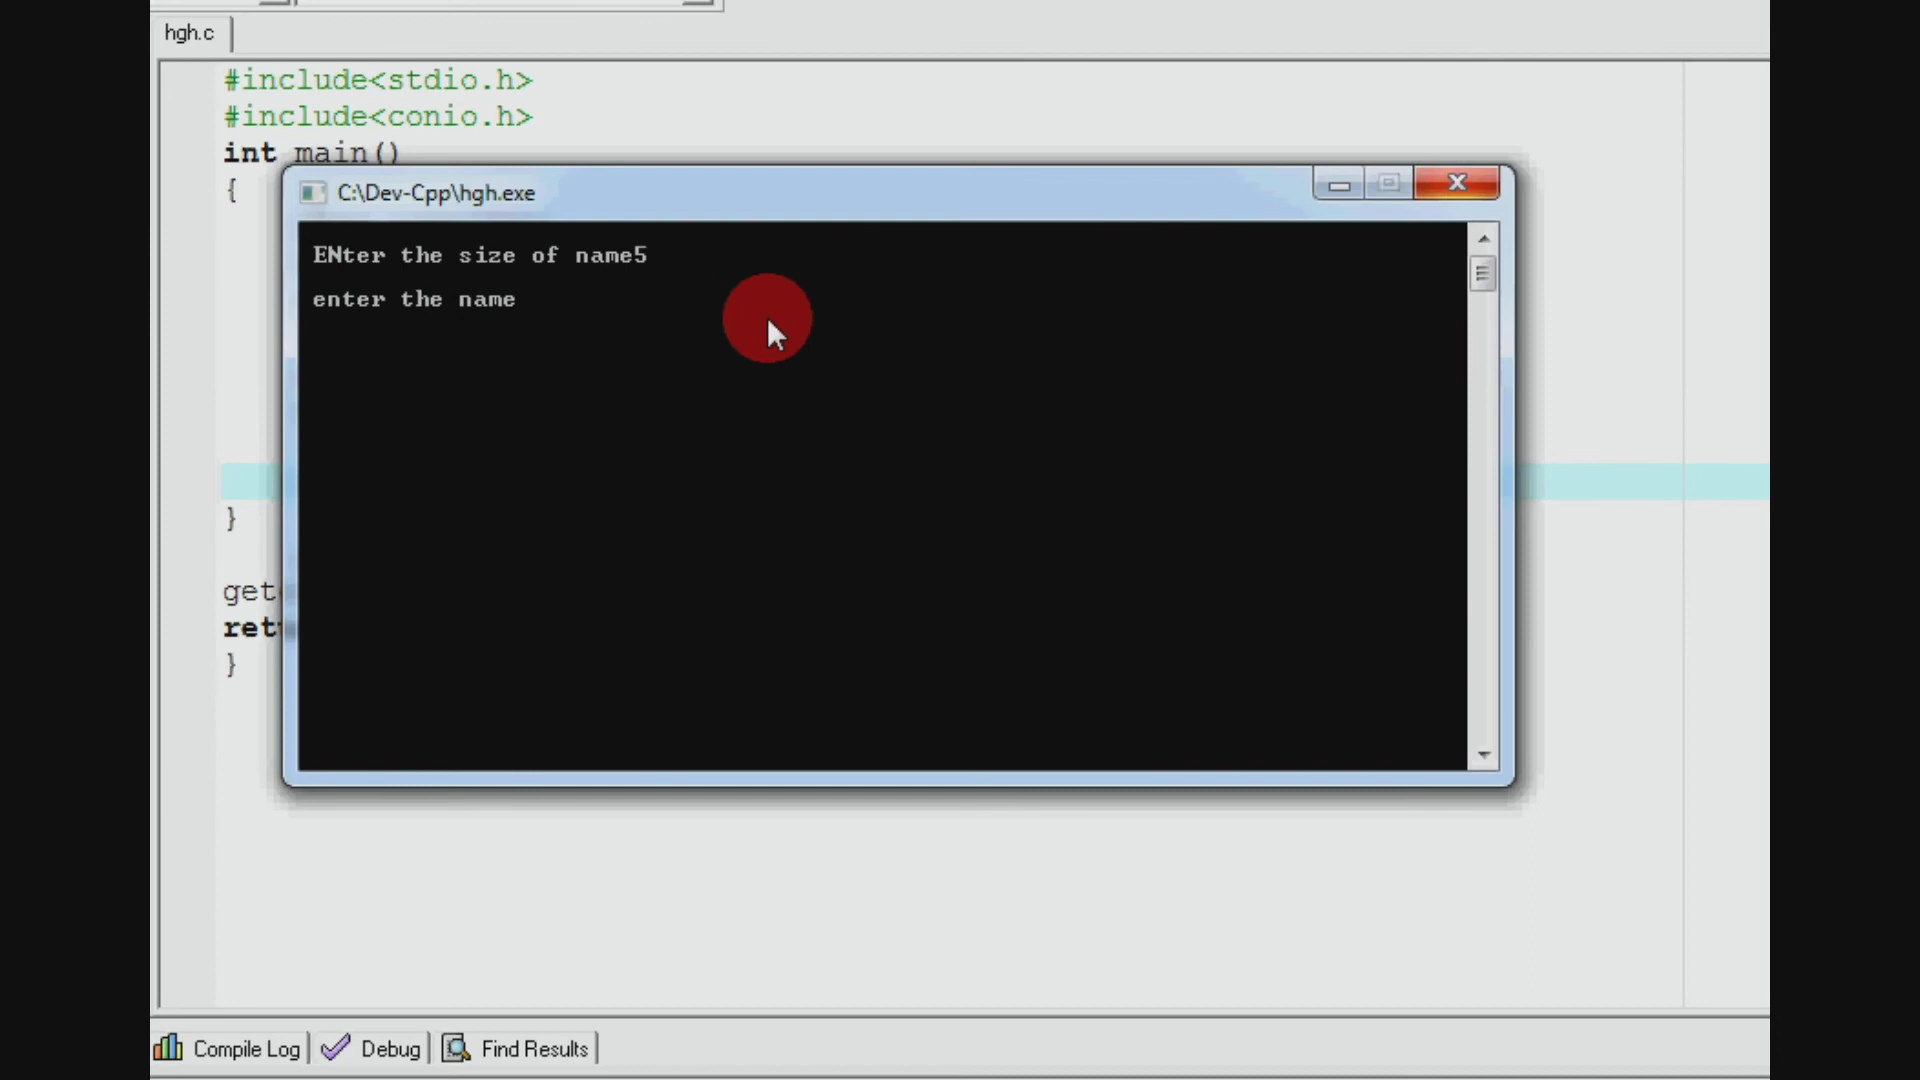 hgh.c
#include<stdio.h>
#include<conio.h>
int main()
{
C:\Dev-Cpp\hgh.exe
ENter the size of name5
enter the name
}
get
ret
}
Compile Log
Debug
Find Results